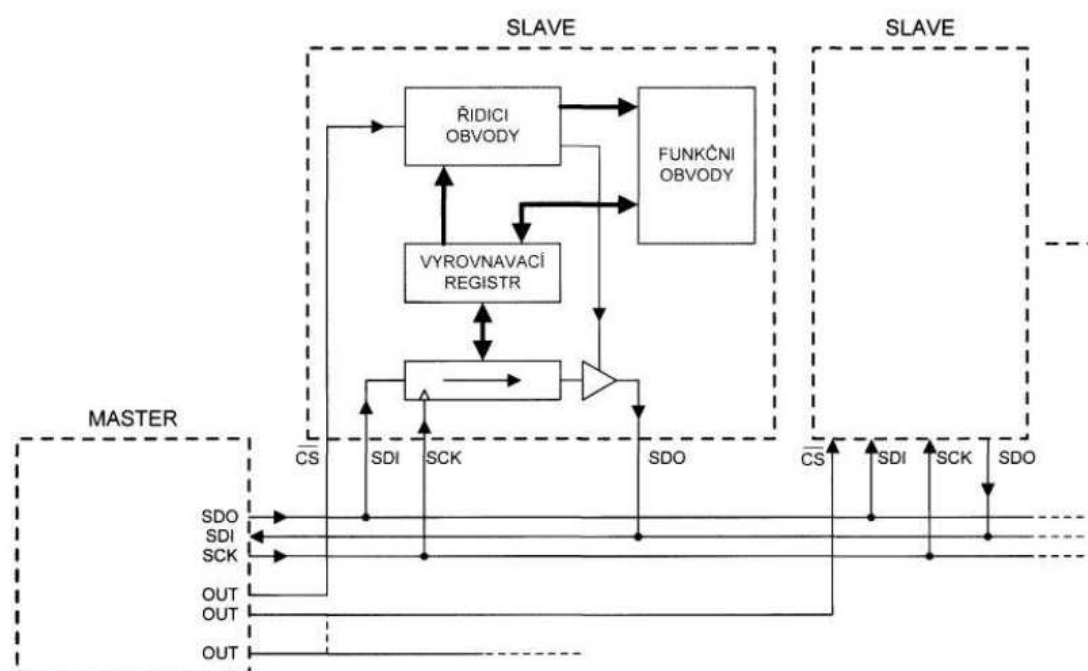 SLAVE
SLAVE
ŘIDICI
OBVODY
FUNKČNI
OBVODY
VYROVNAVACÍ
REGISTR
MASTER
CS
SDI
SCK
SDO
CS
SDI
SCK
SDO
SDO
SDI
SCK
OUT
OUT
OUT